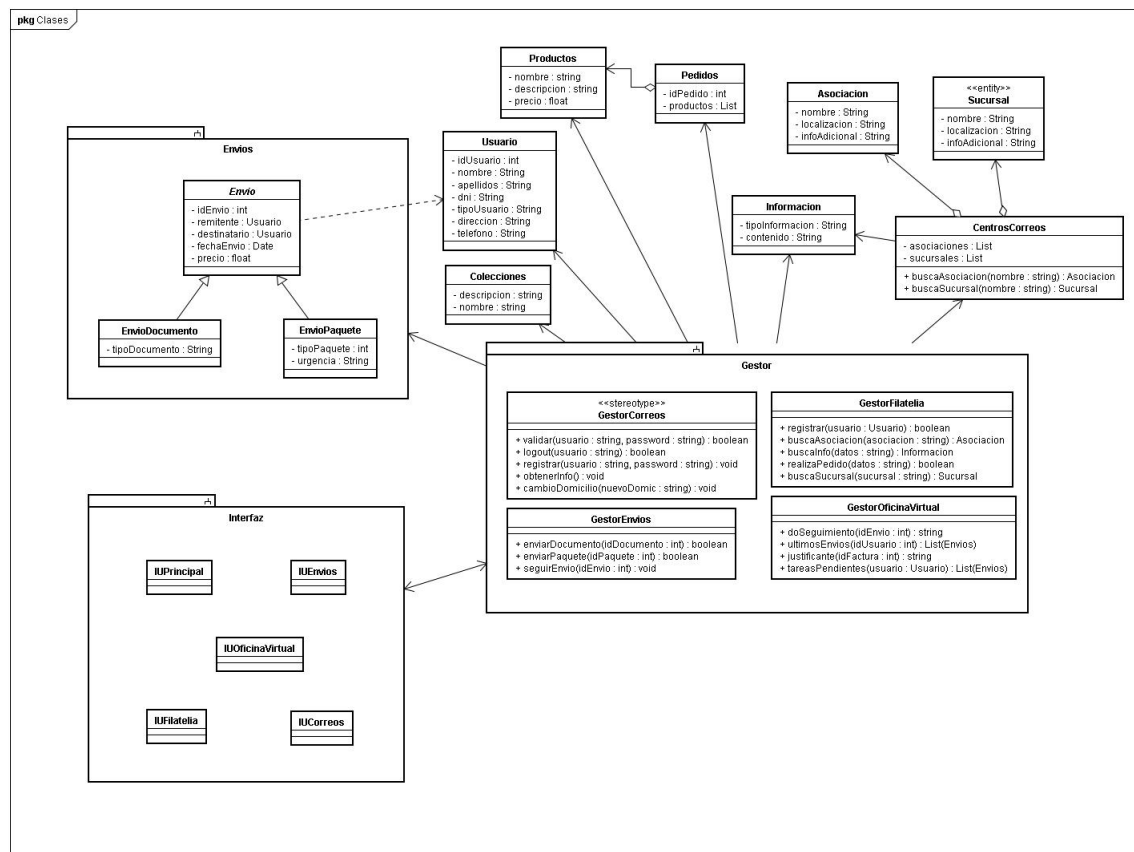 pkg Clases
Productos
- nombre : string
- descripcion : string
- precio : float
Pedidos
- idPedido : int
- productos : List
Asociacion
- nombre : String
- localizacion : String
- infoAdicional : String
<<entity>>
Sucursal
- nombre : String
- localizacion : String
- infoAdicional : String
Envios
Envio
- idEnvio : int
- remitente : Usuario
- destinatario : Usuario
- fechaEnvio : Date
- precio : float
Usuario
- idUsuario : int
- nombre : String
- apellidos : String
- dni : String
- tipoUsuario : String
- direccion : String
- telefono : String
Informacion
- tipoInformacion : String
- contenido : String
CentrosCorreos
- asociaciones : List
- sucursales : List
+ buscaAsociacion(nombre : string) : Asociacion
+ buscaSucursal(nombre : string) : Sucursal
Colecciones
- descripcion : string
- nombre : string
EnvioDocumento
- tipoDocumento : String
EnvioPaquete
- tipoPaquete : int
- urgencia : String
Gestor
<<stereotype>>
GestorCorreos
+ validar(usuario : string, password : string) : boolean
+ logout(usuario : string) : boolean
+ registrar(usuario : string, password : string) : void
+ obtenerInfo() : void
+ cambioDomicilio(nuevoDomic : string) : void
GestorFilatelia
+ registrar(usuario : Usuario) : boolean
+ buscaAsociacion(asociacion : string) : Asociacion
+ buscaInfo(datos : string) : Informacion
+ realizaPedido(datos : string) : boolean
+ buscaSucursal(sucursal : string) : Sucursal
GestorEnvios
+ enviarDocumento(idDocumento : int) : boolean
+ enviarPaquete(idPaquete : int) : boolean
+ seguirEnvio(idEnvio : int) : void
GestorOficinaVirtual
+ doSeguimiento(idEnvio : int) : string
+ ultimosEnvios(idUsuario : int) : List(Envios)
+ justificante(idFactura : int) : string
+ tareasPendientes(usuario : Usuario) : List(Envios)
Interfaz
IUPrincipal
IUEnvios
IUOficinaVirtual
IUFilatelia
IUCorreos